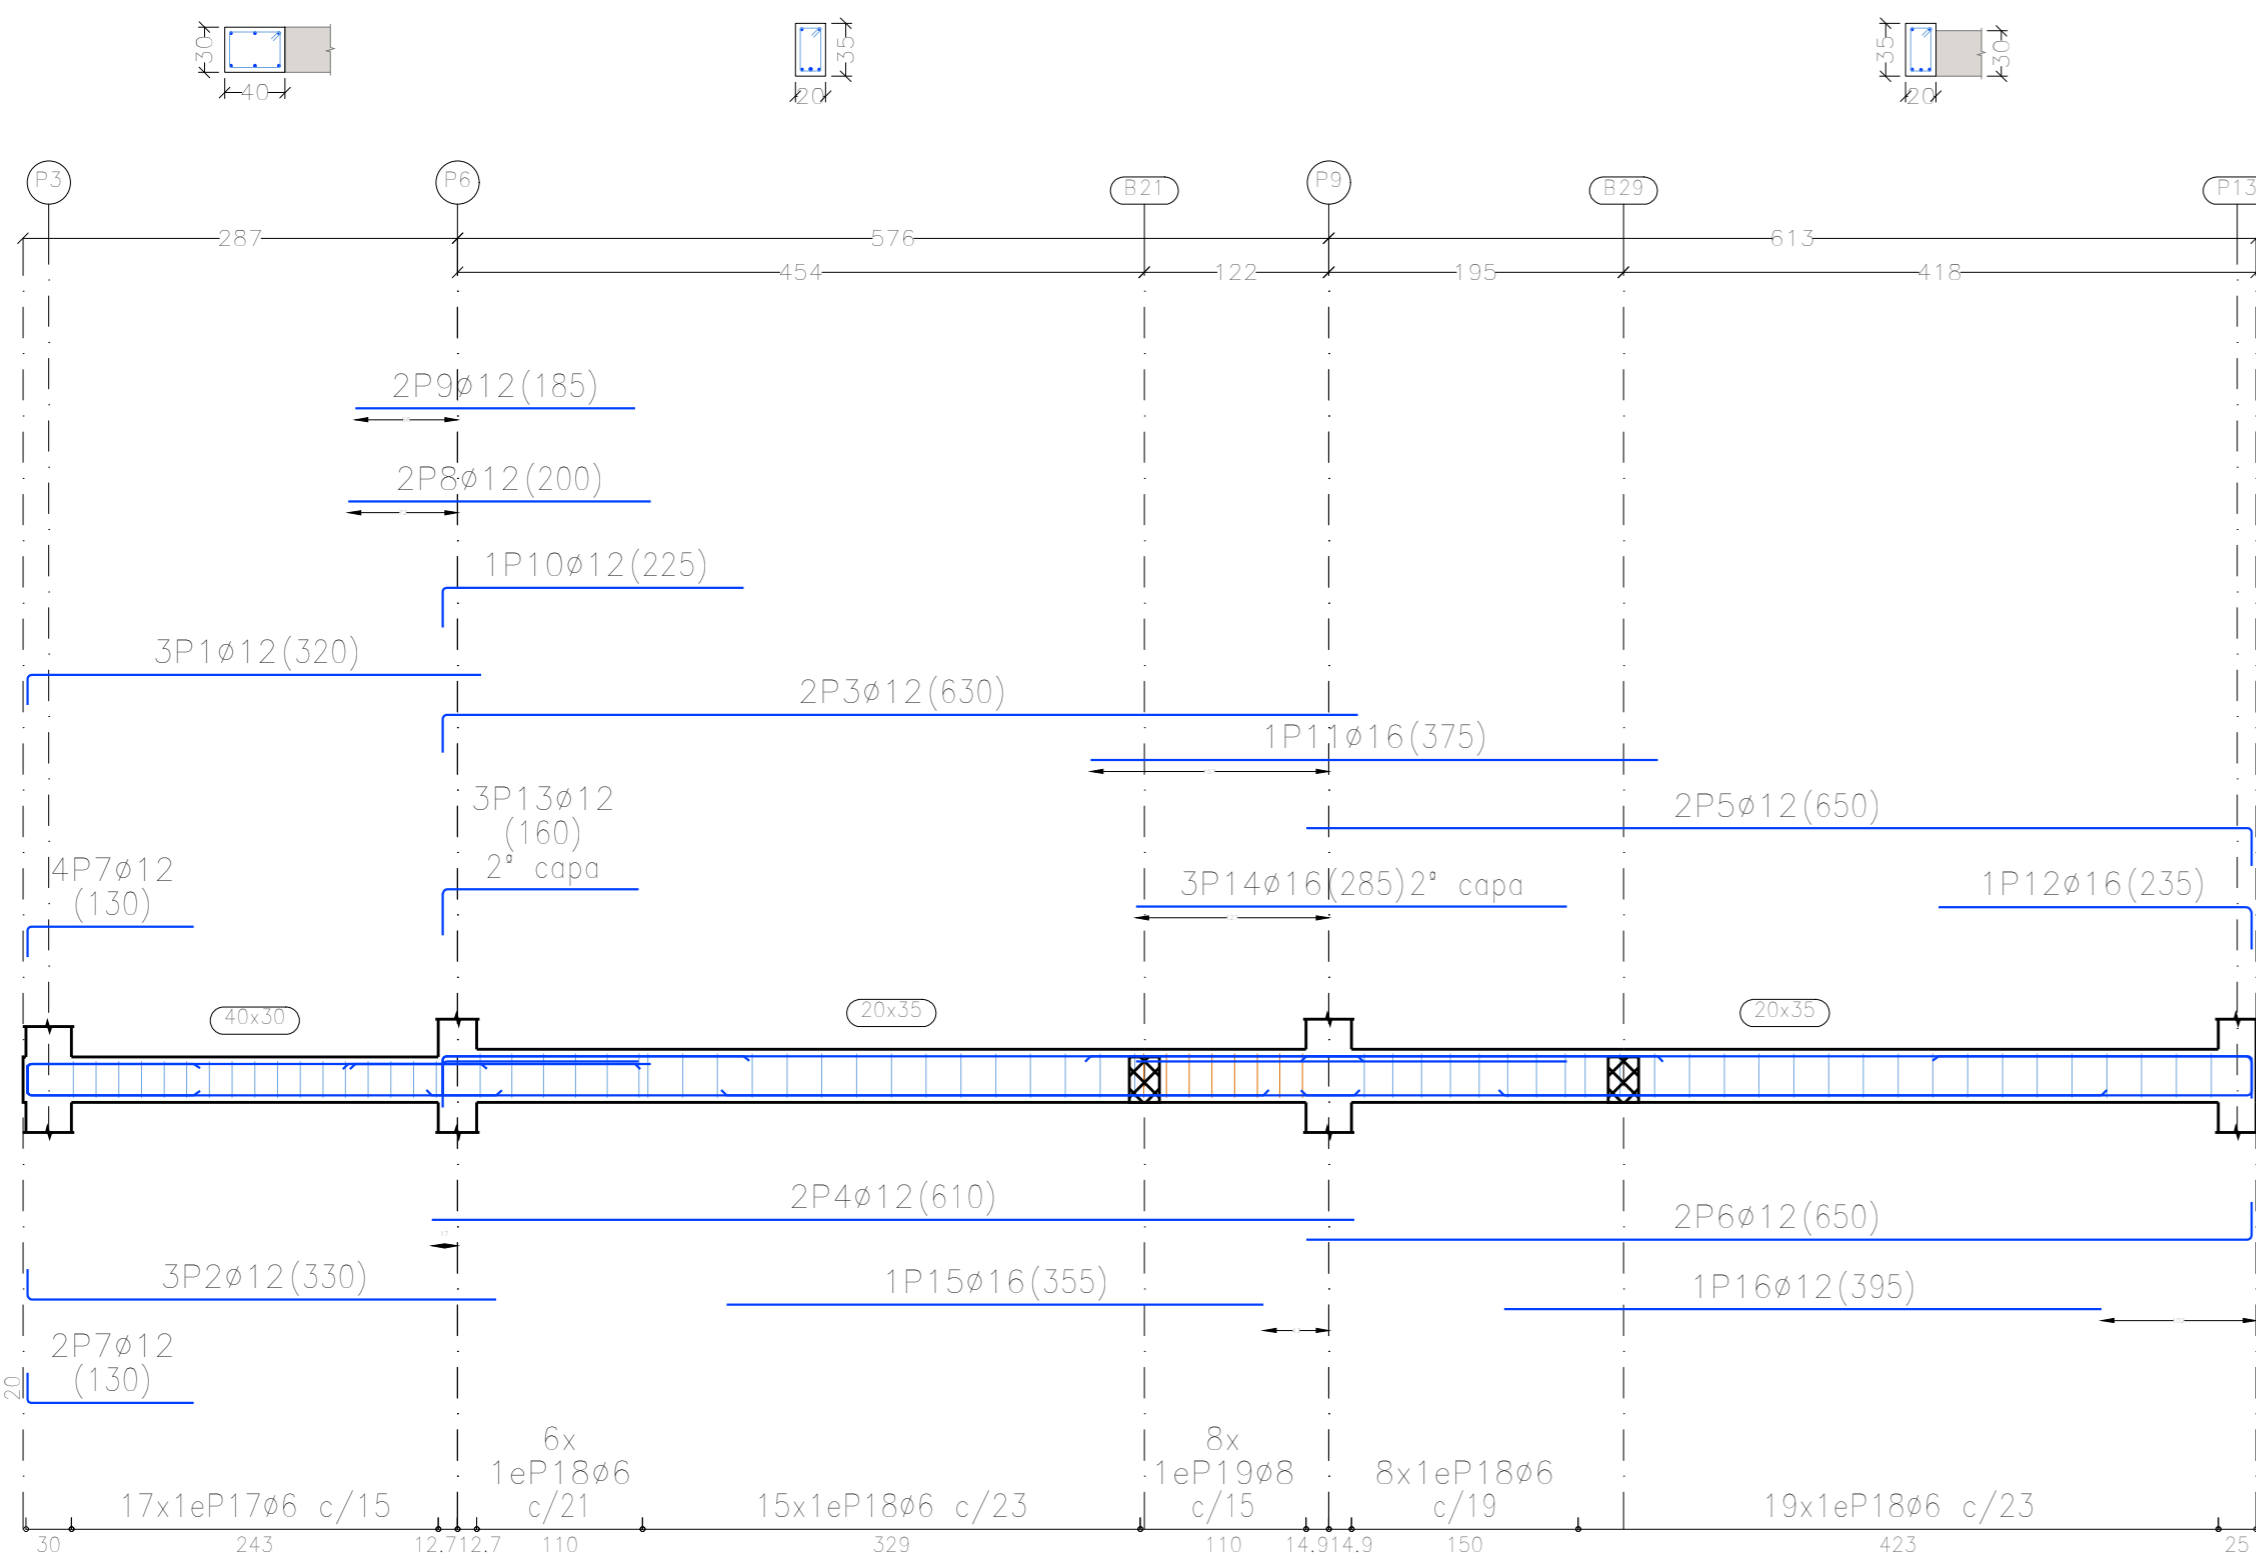 30
40
35
20
35
30
20
P3
P6
B21
P9
B29
P13
287
576
613
454
122
195
418
2P9ø12(185)
2P8ø12(200)
1P10ø12(225)
3P1ø12(320)
2P3ø12(630)
1P11ø16(375)
3P13ø12
(160)
2ª capa
2P5ø12(650)
4P7ø12
(130)
3P14ø16(285)2ª capa
1P12ø16(235)
40x30
20x35
20x35
2P4ø12(610)
2P6ø12(650)
3P2ø12(330)
1P15ø16(355)
1P16ø12(395)
2P7ø12
(130)
20
17x1eP17ø6 c/15
6x
1eP18ø6
c/21
15x1eP18ø6 c/23
8x
1eP19ø8
c/15
8x1eP18ø6
c/19
19x1eP18ø6 c/23
30
243
12.7
12.7
110
329
110
14.9
14.9
150
423
25